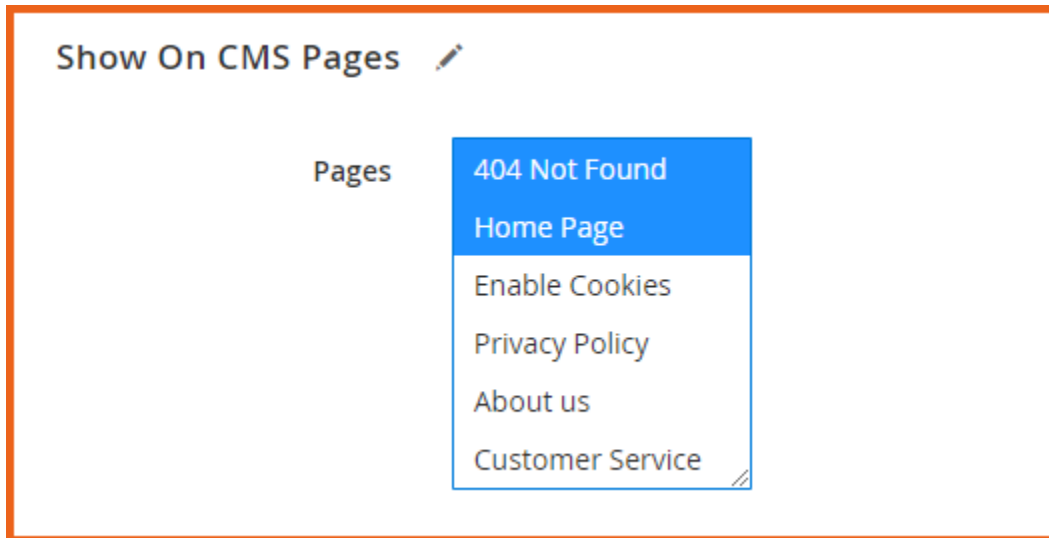 Show On CMS Pages
Pages
404 Not Found
Home Page
Enable Cookies
Privacy Policy
About us
Customer Service